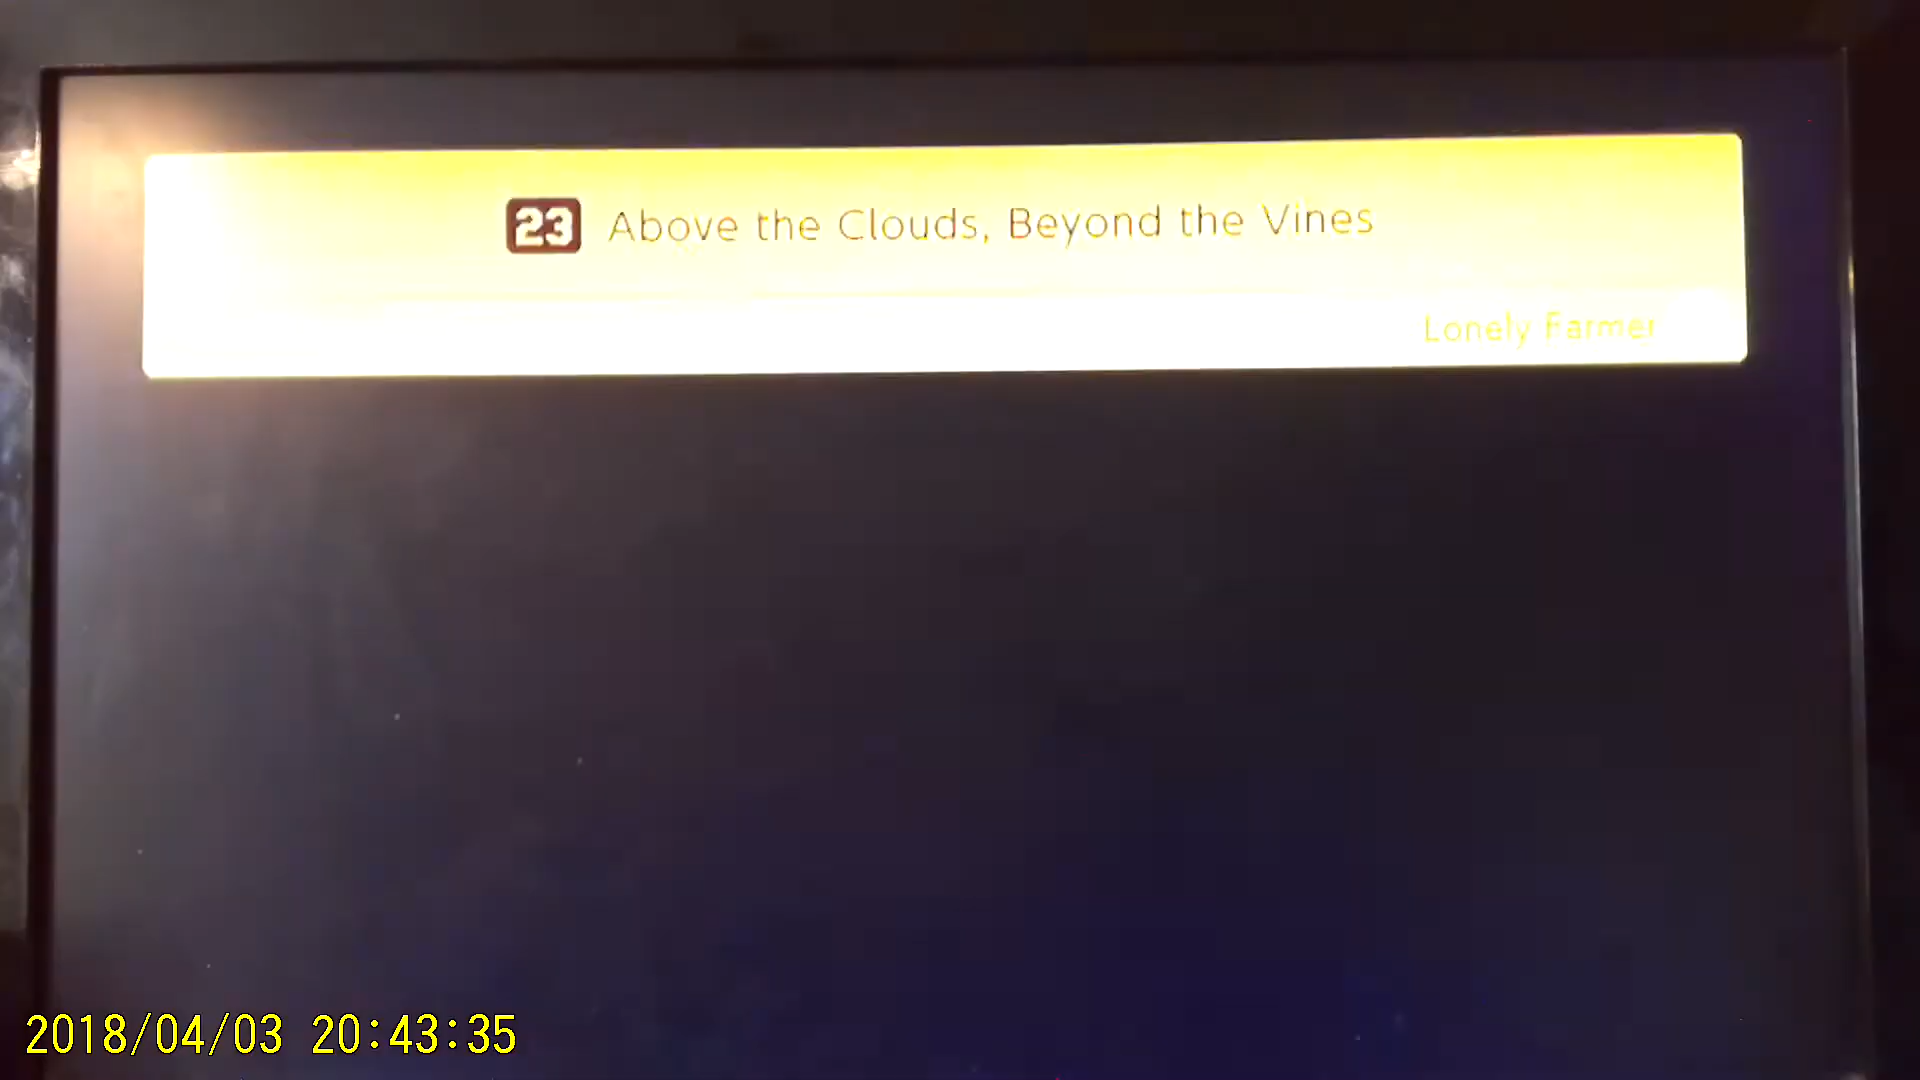 23 Above the Clouds, Beyond the Vines
Lonely Farmer
2018/04/03 20:43:35